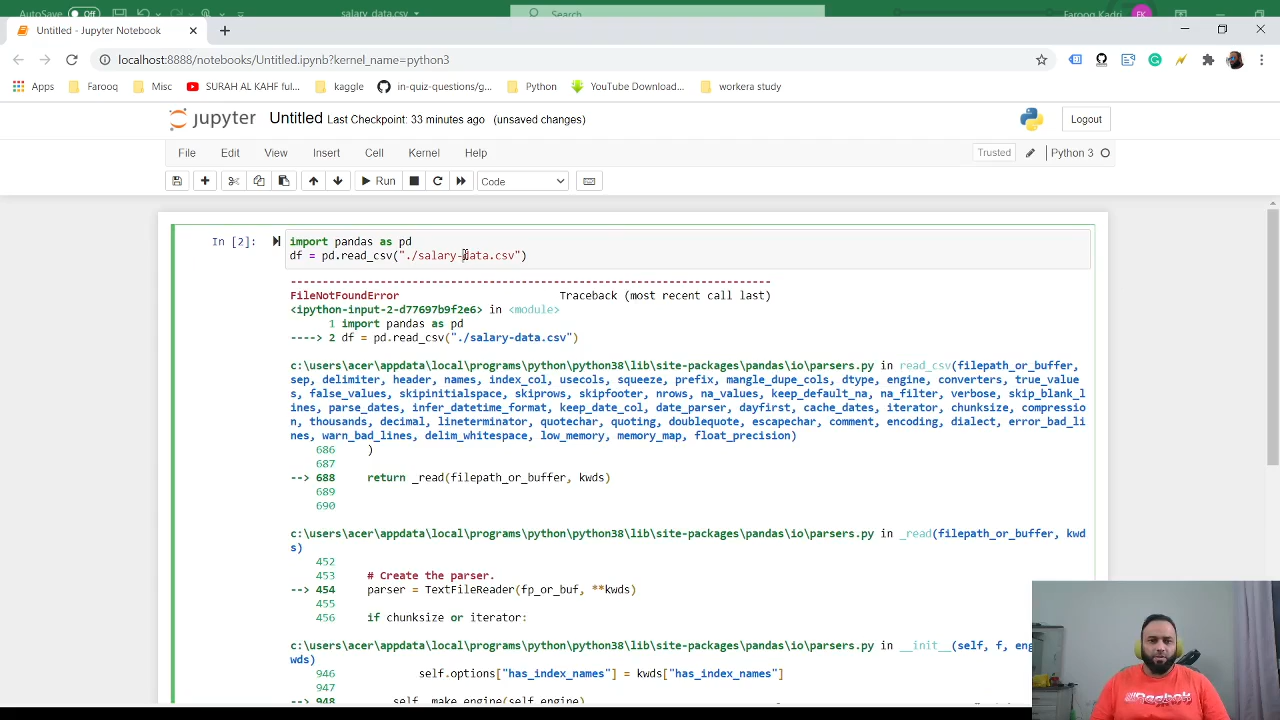 AutoSave Off
salary_data.csv
Search
Farooq Kadri
FK
Untitled - Jupyter Notebook
localhost:8888/notebooks/Untitled.ipynb?kernel_name=python3
Apps Farooq Misc SURAH AL KAHF ful... kaggle in-quiz-questions/g... Python YouTube Download... workera study
jupyter Untitled Last Checkpoint: 33 minutes ago (unsaved changes)
Logout
File Edit View Insert Cell Kernel Help
Trusted Python 3
Run Code
In [2]: import pandas as pd
df = pd.read_csv("./salary-data.csv")
---------------------------------------------------------------------------
FileNotFoundError Traceback (most recent call last)
<ipython-input-2-d77697b9f2e6> in <module>
1 import pandas as pd
----> 2 df = pd.read_csv("./salary-data.csv")
c:\users\acer\appdata\local\programs\python\python38\lib\site-packages\pandas\io\parsers.py in read_csv(filepath_or_buffer,
sep, delimiter, header, names, index_col, usecols, squeeze, prefix, mangle_dupe_cols, dtype, engine, converters, true_value
s, false_values, skipinitialspace, skiprows, skipfooter, nrows, na_values, keep_default_na, na_filter, verbose, skip_blank_l
ines, parse_dates, infer_datetime_format, keep_date_col, date_parser, dayfirst, cache_dates, iterator, chunksize, compressio
n, thousands, decimal, lineterminator, quotechar, quoting, doublequote, escapechar, comment, encoding, dialect, error_bad_li
nes, warn_bad_lines, delim_whitespace, low_memory, memory_map, float_precision)
686 )
687
--> 688 return _read(filepath_or_buffer, kwds)
689
690
c:\users\acer\appdata\local\programs\python\python38\lib\site-packages\pandas\io\parsers.py in _read(filepath_or_buffer, kwd
s)
452
453 # Create the parser.
--> 454 parser = TextFileReader(fp_or_buf, **kwds)
455
456 if chunksize or iterator:
c:\users\acer\appdata\local\programs\python\python38\lib\site-packages\pandas\io\parsers.py in __init__(self, f, eng
wds)
946 self.options["has_index_names"] = kwds["has_index_names"]
947
--> 948 self._make_engine(self.engine)
Reebok